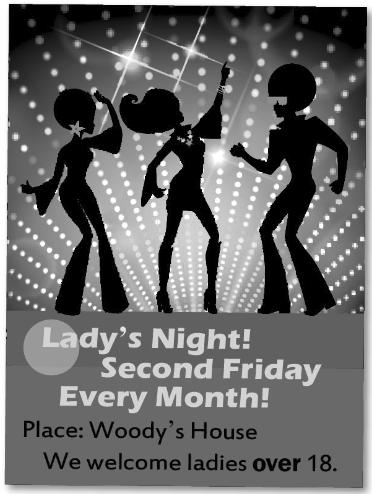 Lady's Night!
Second Friday
Every Month!
Place: Woody's House
We welcome ladies over 18.